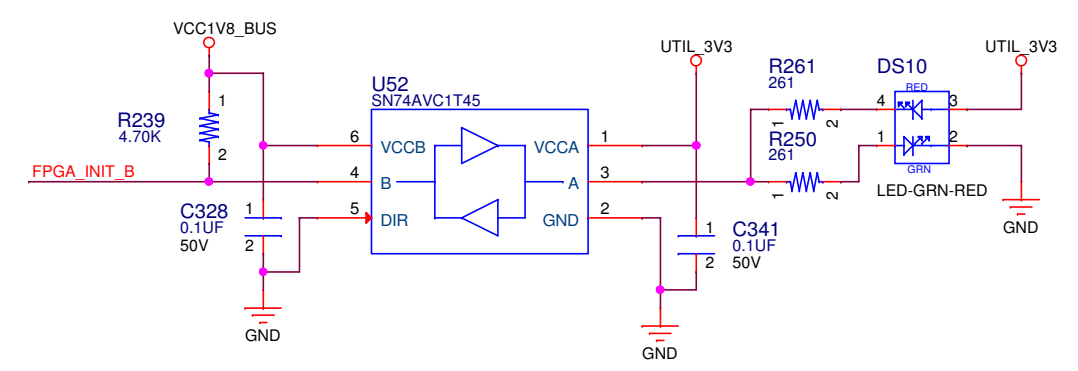 VCC1V8_BUS
UTIL_3V3
UTIL_3V3
R239
4.70K
1
2
FPGA_INIT_B
C328
0.1UF
50V
1
2
GND
U52
SN74AVC1T45
6
VCCB
VCCA
1
4
B
A
3
5
DIR
GND
2
C341
0.1UF
50V
1
2
GND
R261
261
1
2
R250
261
1
2
DS10
RED
4
3
1
2
GRN
LED-GRN-RED
GND